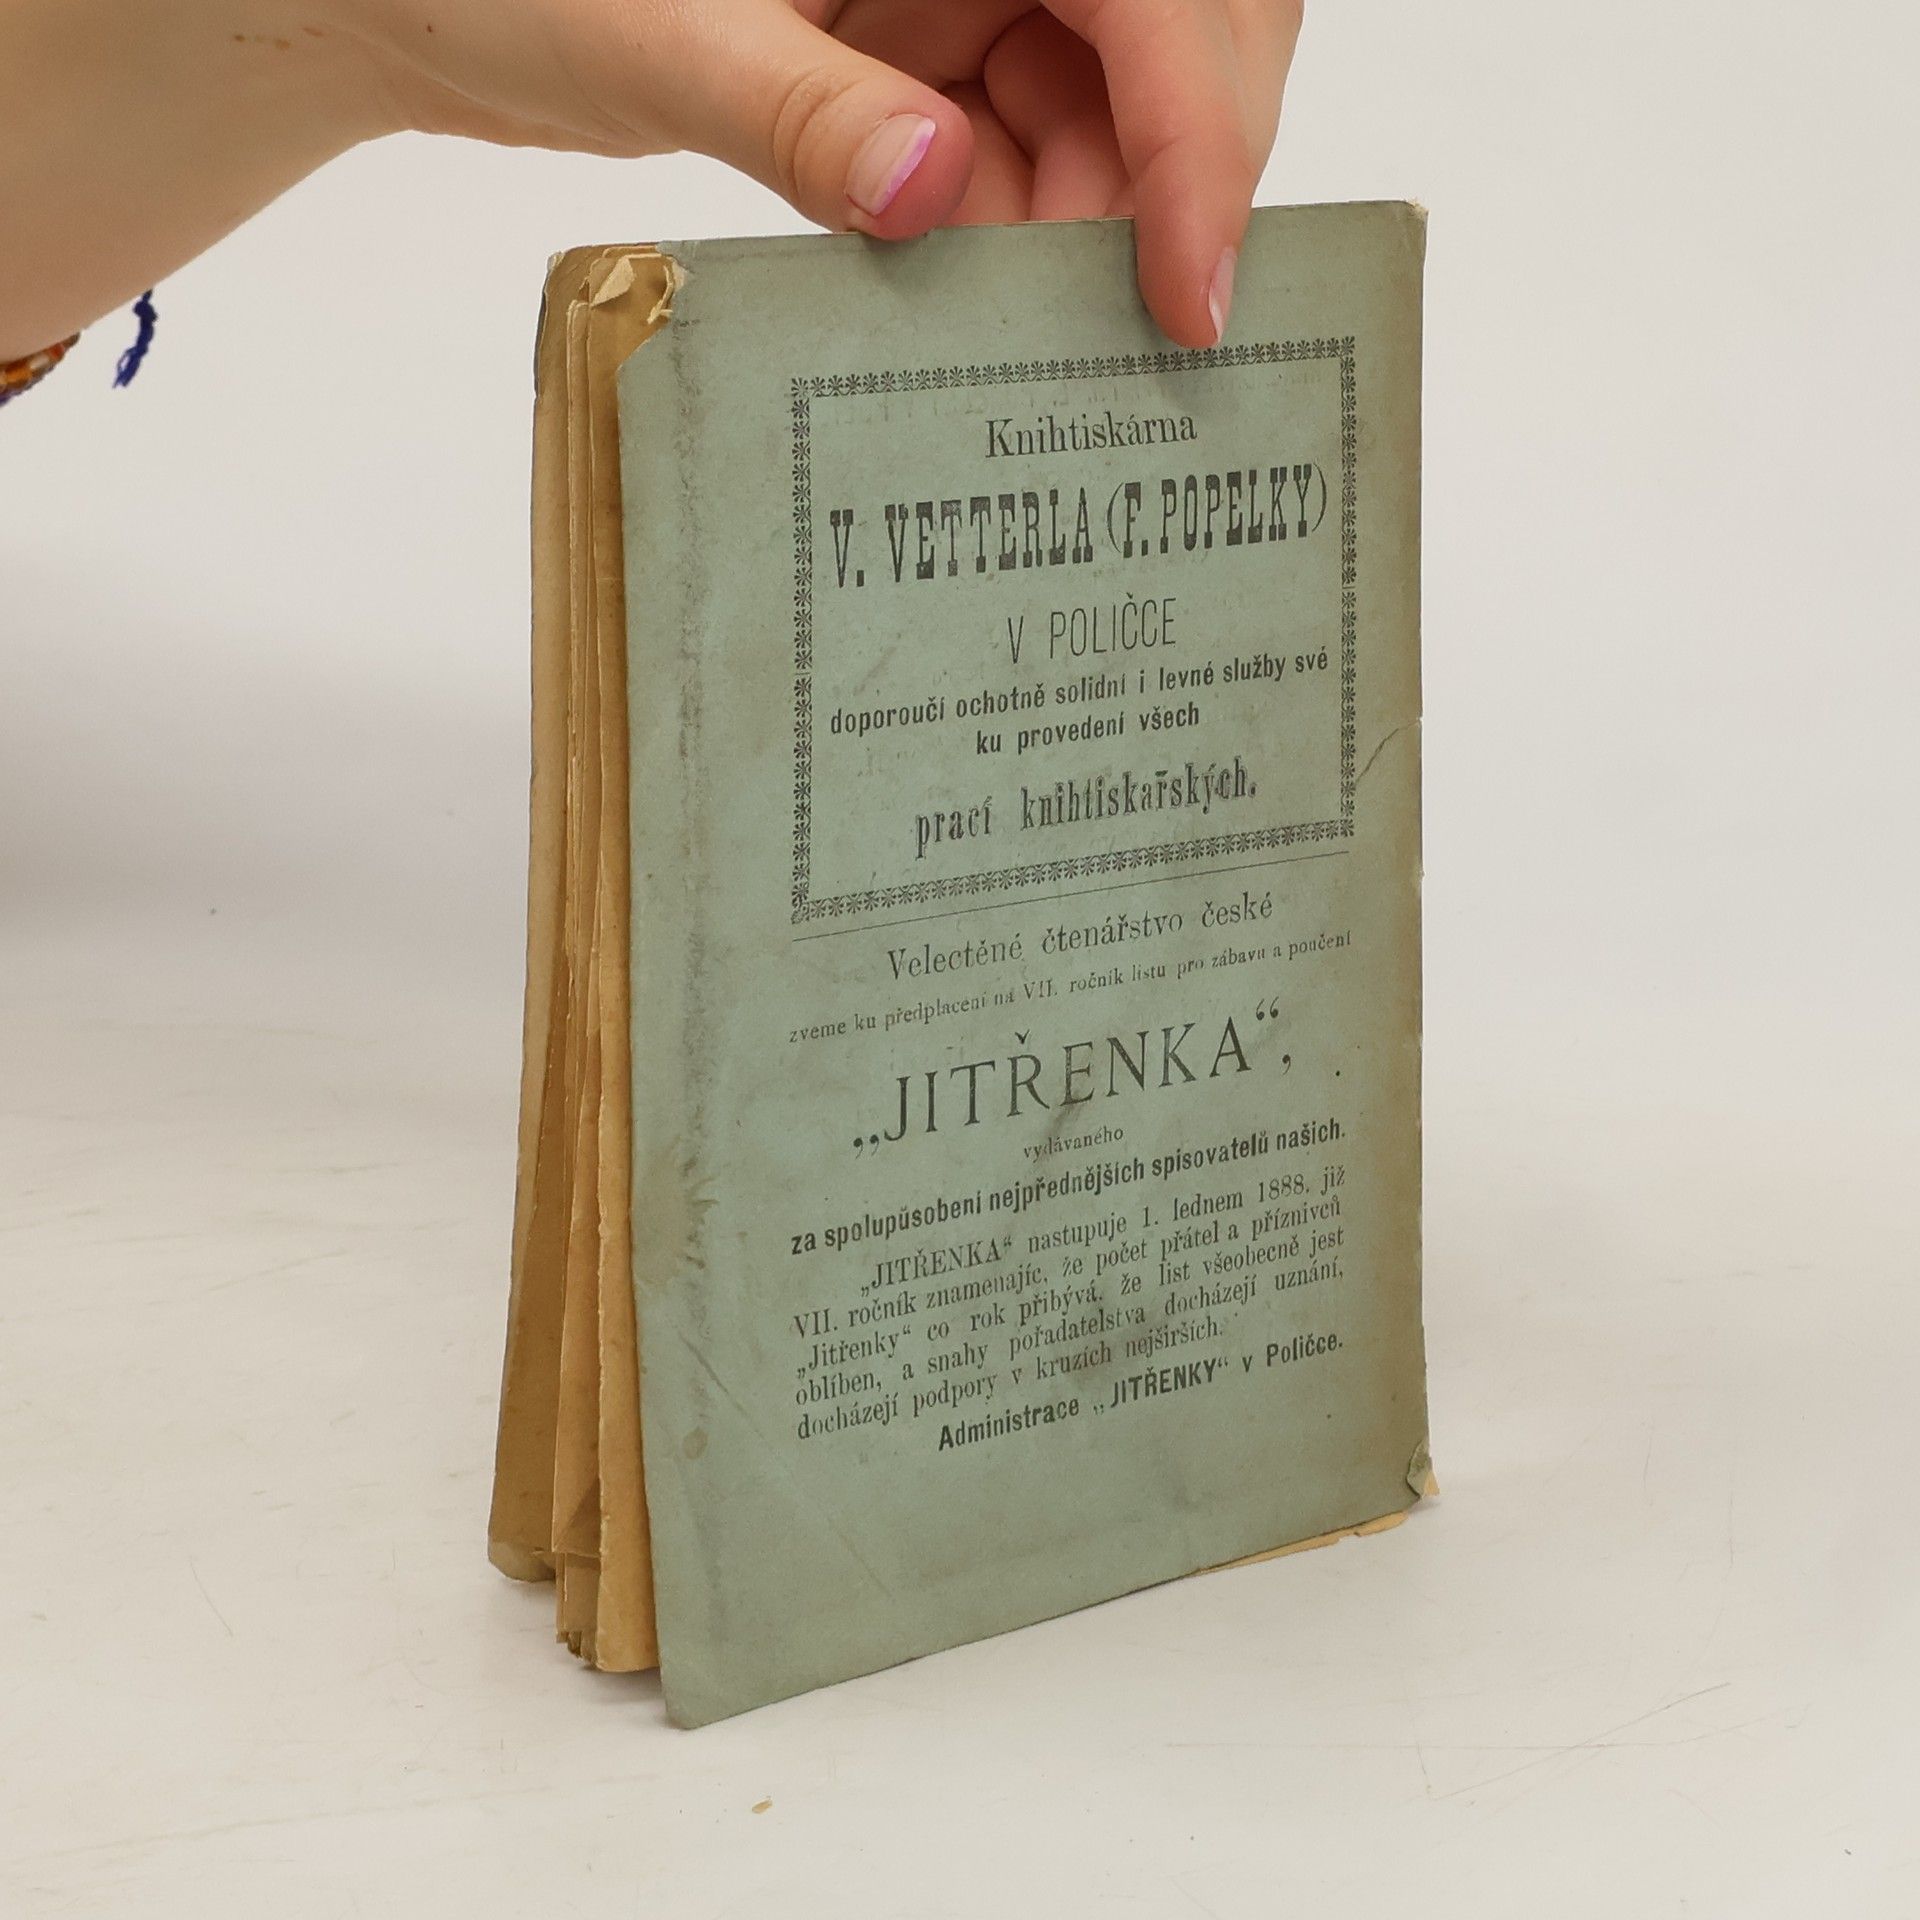 Knihtiskárna
V. VETTERLA (F. POPELKY)
V POLIČCE
doporoučí ochotně solidní i levné služby své
ku provedení všech
prací knihtiskařských.
Velectěné čtenářstvo české
zveme ku předplacení na VII. ročník listu pro zábavu a poučení
„JITŘENKA“,
vydávaného
za spolupůsobení nejpřednějších spisovatelů našich.
„JITŘENKA“ nastupuje 1. lednem 1888. již
VII. ročník znamenajíc, že počet přátel a příznivců
„Jitřenky“ co rok přibývá, že list všeobecně jest
oblíben, a snahy pořadatelstva docházejí uznání,
docházejí podpory v kruzích nejširších.
Administrace „JITŘENKY“ v Poličce.